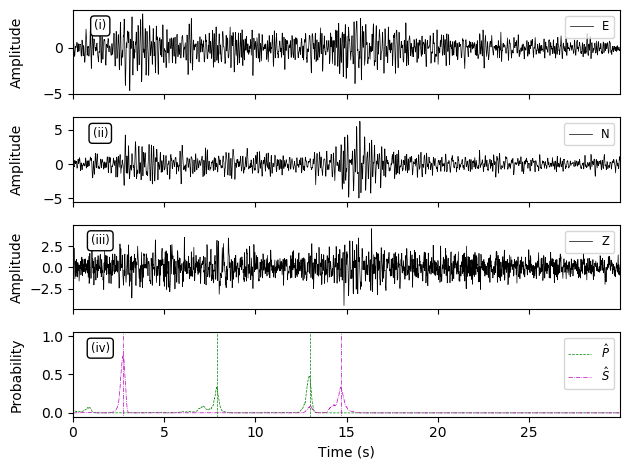 (i)
E
Amplitude
0
−5
(ii)
N
Amplitude
5
0
−5
(iii)
Z
Amplitude
2.5
0.0
−2.5
(iv)
P̂
Ŝ
Probability
1.0
0.5
0.0
0 5 10 15 20 25
Time (s)